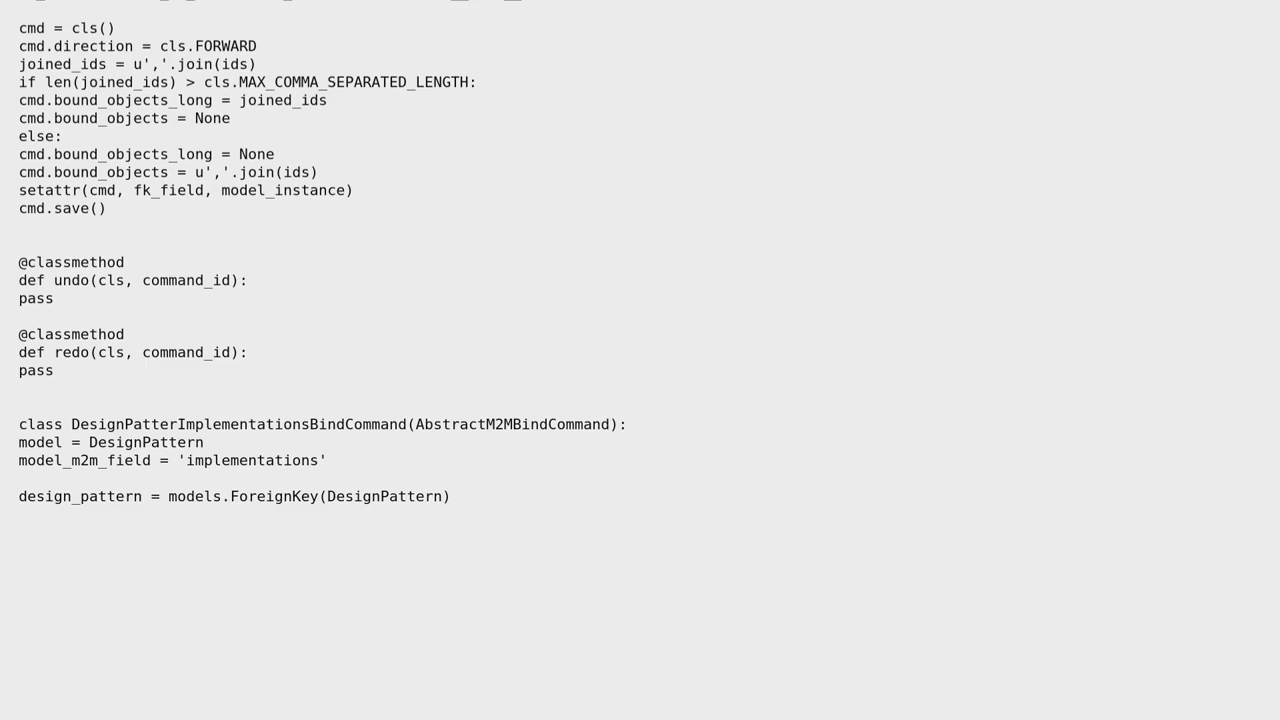 cmd = cls()
cmd.direction = cls.FORWARD
joined_ids = u','.join(ids)
if len(joined_ids) > cls.MAX_COMMA_SEPARATED_LENGTH:
cmd.bound_objects_long = joined_ids
cmd.bound_objects = None
else:
cmd.bound_objects_long = None
cmd.bound_objects = u','.join(ids)
setattr(cmd, fk_field, model_instance)
cmd.save()
@classmethod
def undo(cls, command_id):
pass
@classmethod
def redo(cls, command_id):
pass
class DesignPatterImplementationsBindCommand(AbstractM2MBindCommand):
model = DesignPattern
model_m2m_field = 'implementations'
design_pattern = models.ForeignKey(DesignPattern)